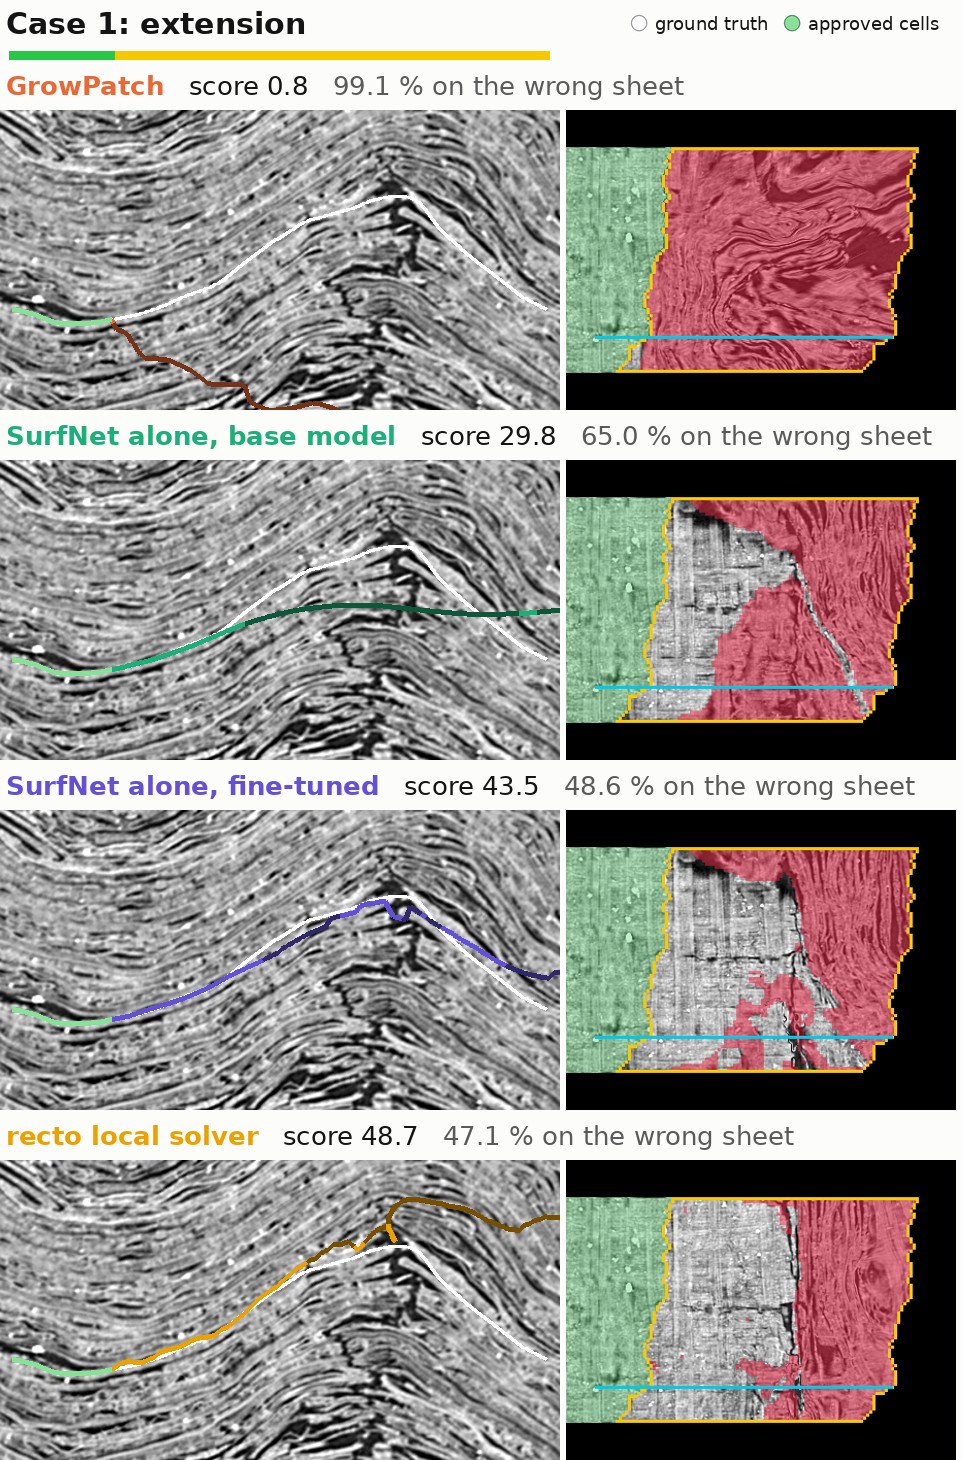 Case 1: extension
ground truth
approved cells
GrowPatch score 0.8 99.1 % on the wrong sheet
SurfNet alone, base model score 29.8 65.0 % on the wrong sheet
SurfNet alone, fine-tuned score 43.5 48.6 % on the wrong sheet
recto local solver score 48.7 47.1 % on the wrong sheet